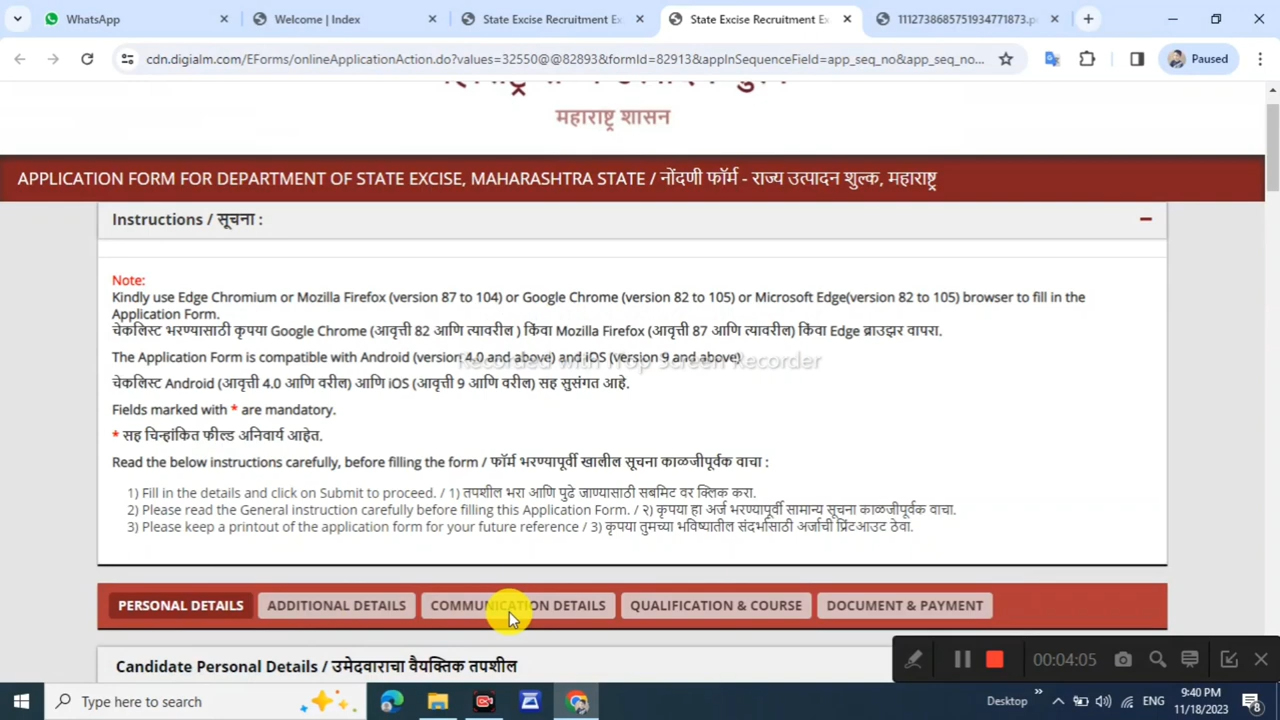 WhatsApp
Welcome | Index
State Excise Recruitment Ex
State Excise Recruitment Ex
1112738685751934771873.p
cdn.digialm.com/EForms/onlineApplicationAction.do?values=32550@@82893&formId=82913&appInSequenceField=app_seq_no&app_seq_no...
Paused
महाराष्ट्र शासन
APPLICATION FORM FOR DEPARTMENT OF STATE EXCISE, MAHARASHTRA STATE / नोंदणी फॉर्म - राज्य उत्पादन शुल्क, महाराष्ट्र
Instructions / सूचना :
Note:
Kindly use Edge Chromium or Mozilla Firefox (version 87 to 104) or Google Chrome (version 82 to 105) or Microsoft Edge(version 82 to 105) browser to fill in the
Application Form.
चेकलिस्ट भरण्यासाठी कृपया Google Chrome (आवृत्ती 82 आणि त्यावरील ) किंवा Mozilla Firefox (आवृत्ती 87 आणि त्यावरील) किंवा Edge ब्राउझर वापरा.
The Application Form is compatible with Android (version 4.0 and above) and iOS (version 9 and above)
Recorded with iTop Screen Recorder
चेकलिस्ट Android (आवृत्ती 4.0 आणि वरील) आणि iOS (आवृत्ती 9 आणि वरील) सह सुसंगत आहे.
Fields marked with * are mandatory.
* सह चिन्हांकित फील्ड अनिवार्य आहेत.
Read the below instructions carefully, before filling the form / फॉर्म भरण्यापूर्वी खालील सूचना काळजीपूर्वक वाचा :
1) Fill in the details and click on Submit to proceed. / 1) तपशील भरा आणि पुढे जाण्यासाठी सबमिट वर क्लिक करा.
2) Please read the General instruction carefully before filling this Application Form. / २) कृपया हा अर्ज भरण्यापूर्वी सामान्य सूचना काळजीपूर्वक वाचा.
3) Please keep a printout of the application form for your future reference / 3) कृपया तुमच्या भविष्यातील संदर्भासाठी अर्जाची प्रिंटआउट ठेवा.
PERSONAL DETAILS ADDITIONAL DETAILS COMMUNICATION DETAILS QUALIFICATION & COURSE DOCUMENT & PAYMENT
Candidate Personal Details / उमेदवाराचा वैयक्तिक तपशील
00:04:05
Type here to search
Desktop
ENG
9:40 PM
11/18/2023
8